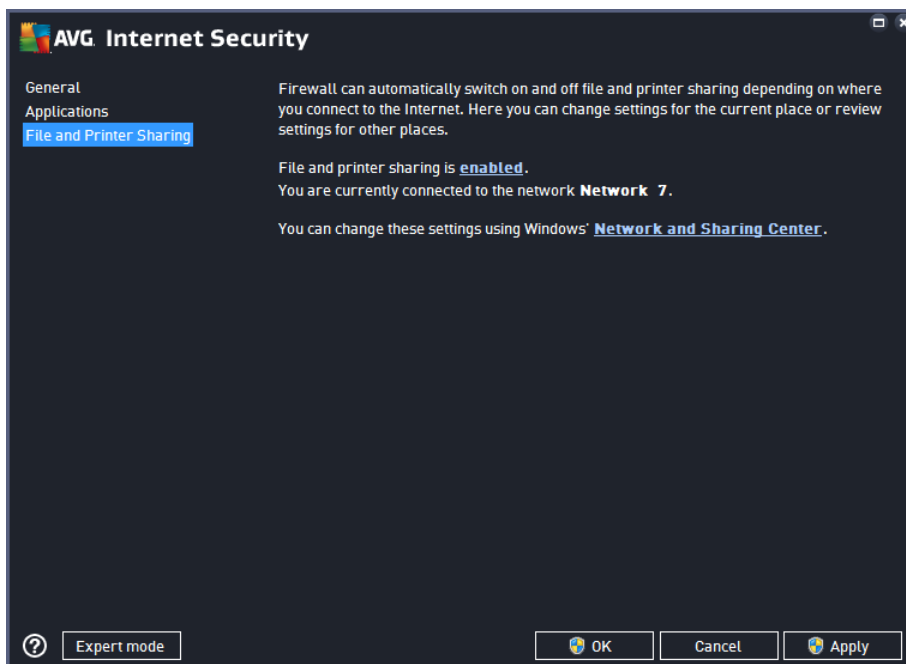 AVG. Internet Security
General
Applications
File and Printer Sharing
Firewall can automatically switch on and off file and printer sharing depending on where
you connect to the Internet. Here you can change settings for the current place or review
settings for other places.
File and printer sharing is enabled.
You are currently connected to the network Network 7.
You can change these settings using Windows' Network and Sharing Center.
? Expert mode
OK
Cancel
Apply